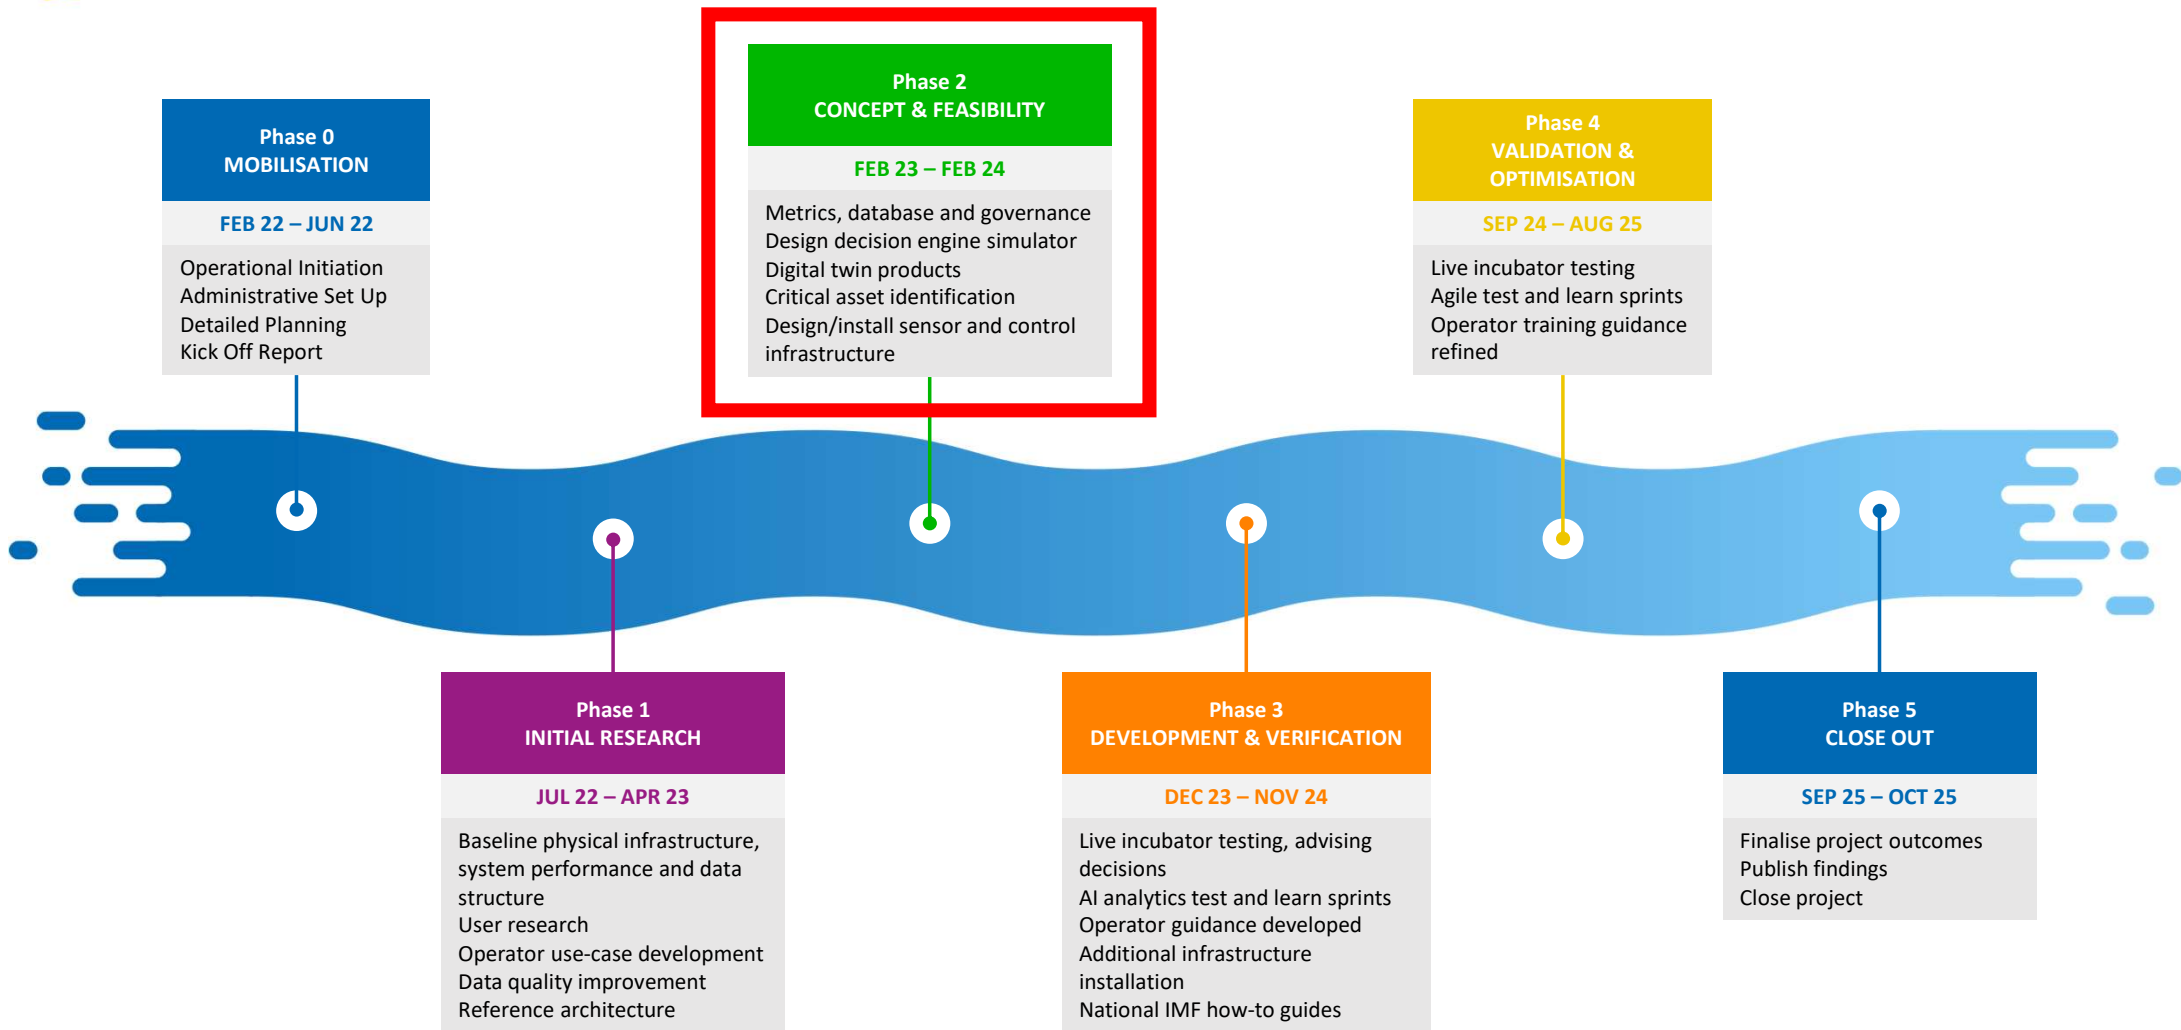 Phase 0
MOBILISATION
FEB 22 – JUN 22
Operational Initiation
Administrative Set Up
Detailed Planning
Kick Off Report
Phase 1
INITIAL RESEARCH
JUL 22 – APR 23
Baseline physical infrastructure,
system performance and data
structure
User research
Operator use-case development
Data quality improvement
Reference architecture
Phase 2
CONCEPT & FEASIBILITY
FEB 23 – FEB 24
Metrics, database and governance
Design decision engine simulator
Digital twin products
Critical asset identification
Design/install sensor and control
infrastructure
Phase 3
DEVELOPMENT & VERIFICATION
DEC 23 – NOV 24
Live incubator testing, advising
decisions
AI analytics test and learn sprints
Operator guidance developed
Additional infrastructure
installation
National IMF how-to guides
Phase 4
VALIDATION &
OPTIMISATION
SEP 24 – AUG 25
Live incubator testing
Agile test and learn sprints
Operator training guidance
refined
Phase 5
CLOSE OUT
SEP 25 – OCT 25
Finalise project outcomes
Publish findings
Close project